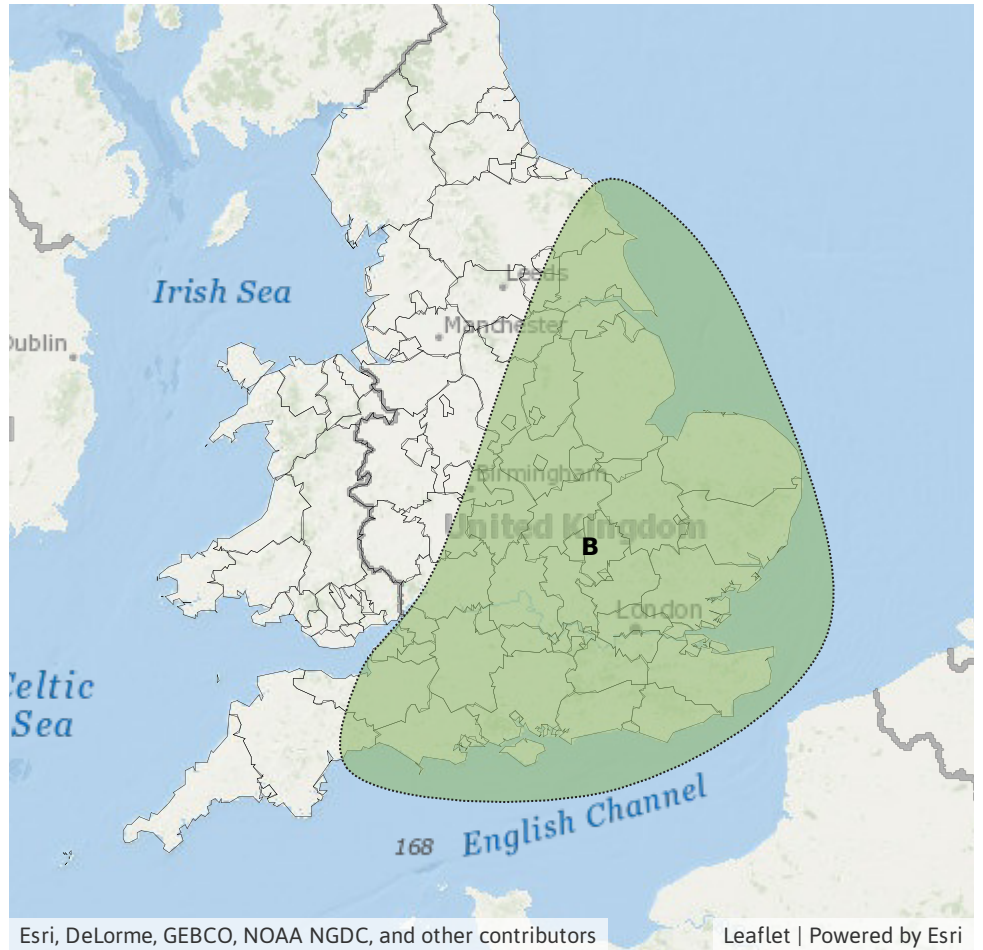 Irish Sea
Leeds
Manchester
Dublin
Birmingham
United Kingdom
B
London
Celtic
Sea
English Channel
168
Esri, DeLorme, GEBCO, NOAA NGDC, and other contributors
Leaflet | Powered by Esri